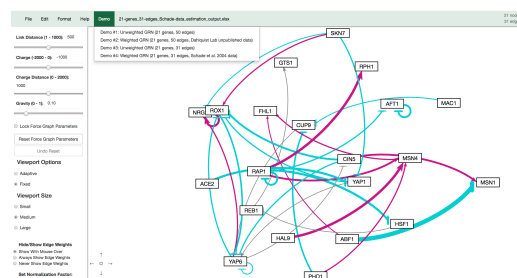 File Edit Format Help Demo 21-genes_31-edges_Schade-data_estimation_output.xlsx
31 nod
31 edg
Demo #1: Unweighted GRN (21 genes, 50 edges)
Demo #2: Weighted GRN (21 genes, 50 edges, Dahlquist Lab unpublished data)
Demo #3: Unweighted GRN (21 genes, 31 edges)
Demo #4: Weighted GRN (21 genes, 31 edges, Schade et al. 2004 data)
Link Distance (1 - 1000): 500
Charge (-2000 - 0): -1000
Charge Distance (0 - 2000):
1000
Gravity (0 - 1): 0.10
Lock Force Graph Parameters
Reset Force Graph Parameters
Undo Reset
Viewport Options
Adaptive
Fixed
Viewport Size
Small
Medium
Large
Hide/Show Edge Weights
Show With Mouse Over
Always Show Edge Weights
Never Show Edge Weights
Set Normalization Factor:
SKN7
GTS1
RPH1
NRG
ROX1
FHL1
AFT1
MAC1
CUP9
CIN5
MSN4
RAP1
ACE2
YAP1
MSN1
REB1
HSF1
HAL9
ABF1
YAP6
PHD1